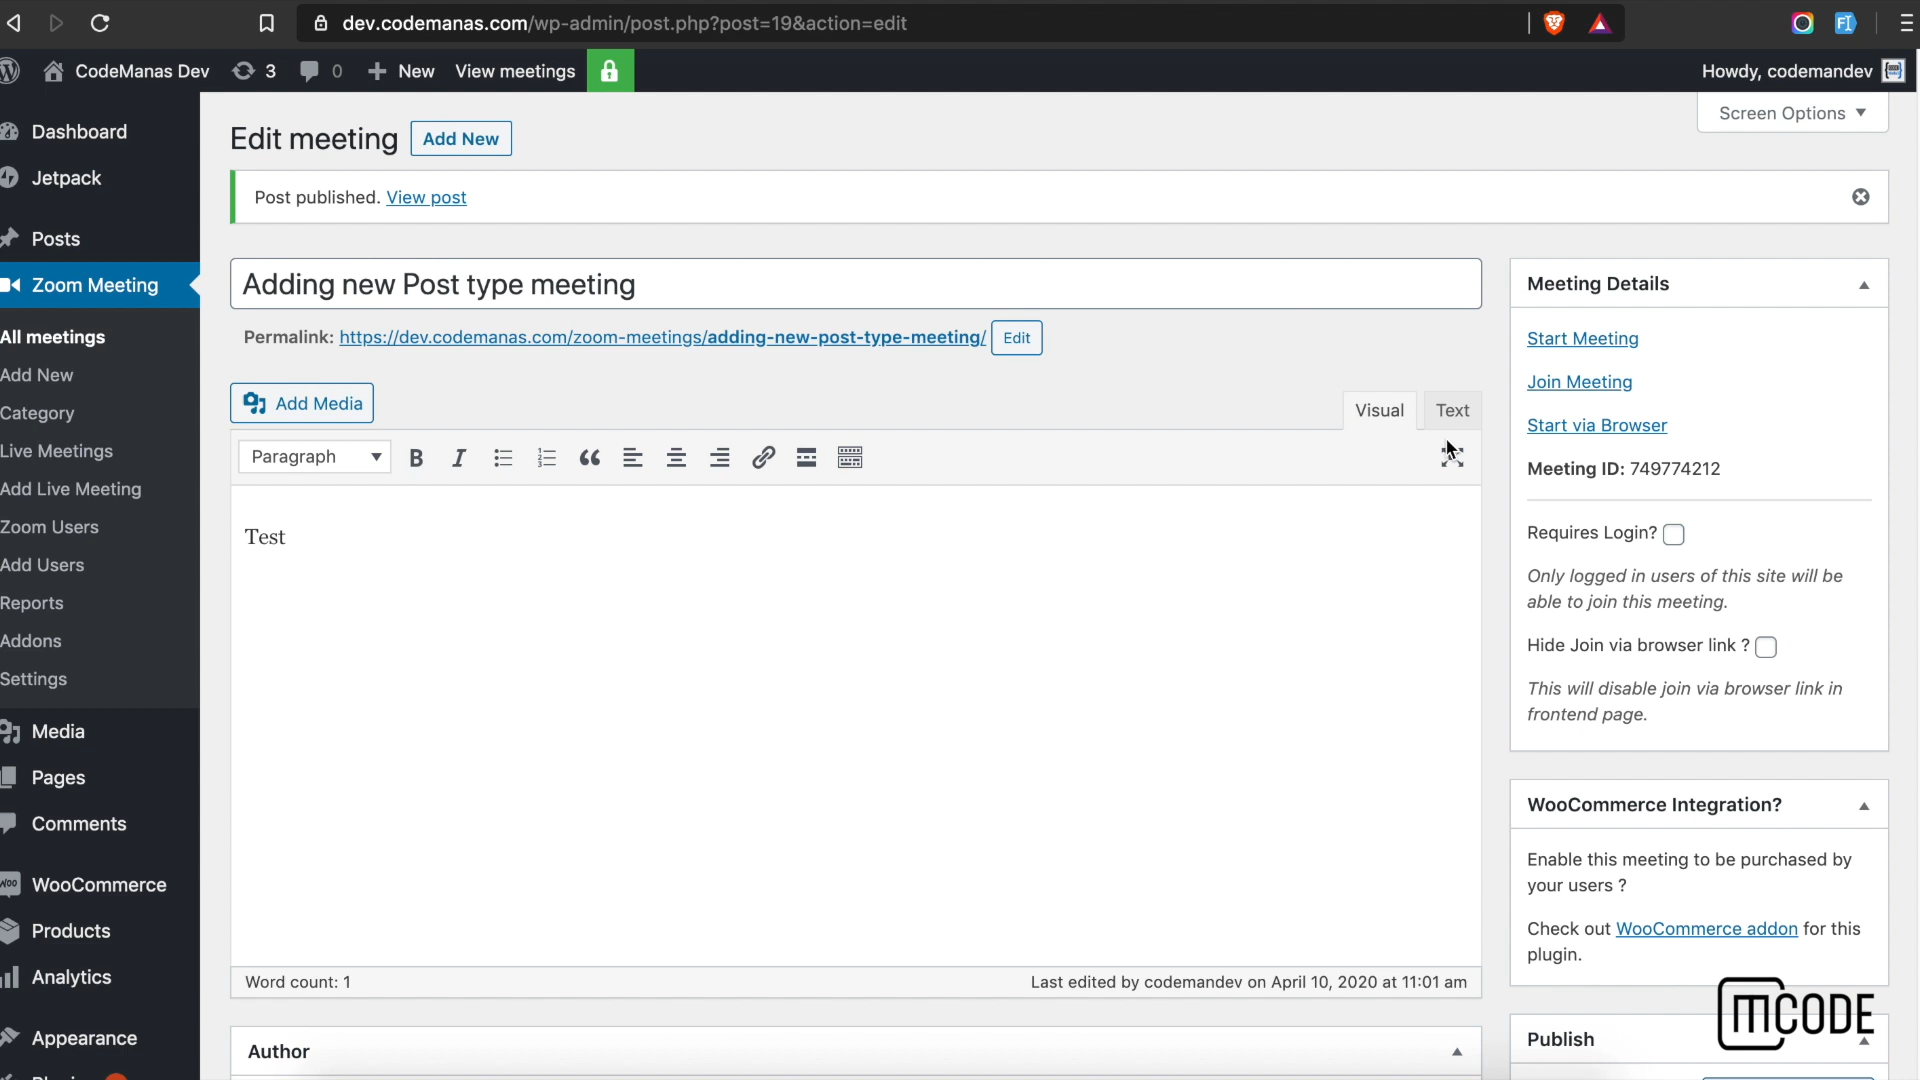 dev.codemanas.com/wp-admin/post.php?post=19&action=edit
CodeManas Dev 3 0 New View meetings Howdy, codemandev
Screen Options
Dashboard
Jetpack
Posts
Zoom Meeting
All meetings
Add New
Category
Live Meetings
Add Live Meeting
Zoom Users
Add Users
Reports
Addons
Settings
Media
Pages
Comments
WooCommerce
Products
Analytics
Appearance
Edit meeting Add New
Post published. View post
Adding new Post type meeting
Permalink: https://dev.codemanas.com/zoom-meetings/adding-new-post-type-meeting/ Edit
Add Media
Visual Text
Paragraph
Test
Word count: 1 Last edited by codemandev on April 10, 2020 at 11:01 am
Author
Meeting Details
Start Meeting
Join Meeting
Start via Browser
Meeting ID: 749774212
Requires Login?
Only logged in users of this site will be
able to join this meeting.
Hide Join via browser link ?
This will disable join via browser link in
frontend page.
WooCommerce Integration?
Enable this meeting to be purchased by
your users ?
Check out WooCommerce addon for this
plugin.
Publish
mCODE